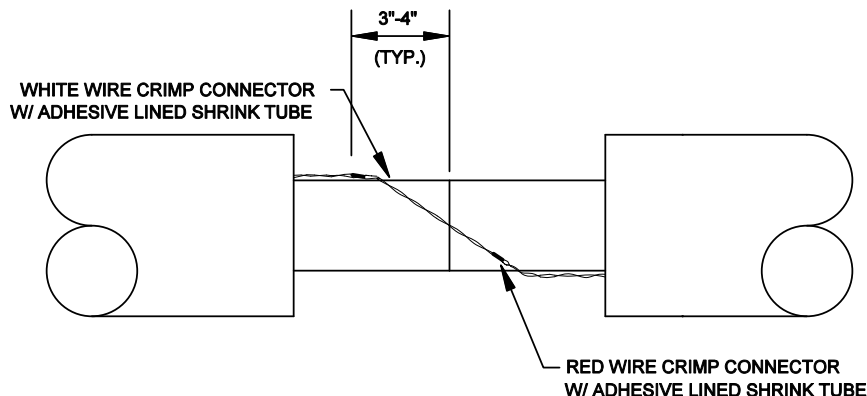 3"-4"
(TYP.)
WHITE WIRE CRIMP CONNECTOR
W/ ADHESIVE LINED SHRINK TUBE
RED WIRE CRIMP CONNECTOR
W/ ADHESIVE LINED SHRINK TUBE